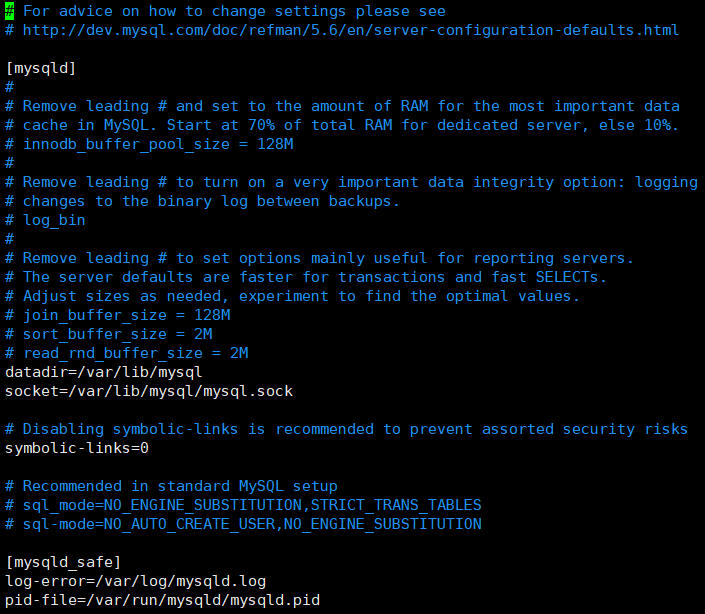 # For advice on how to change settings please see
# http://dev.mysql.com/doc/refman/5.6/en/server-configuration-defaults.html
[mysqld]
#
# Remove leading # and set to the amount of RAM for the most important data
# cache in MySQL. Start at 70% of total RAM for dedicated server, else 10%.
# innodb_buffer_pool_size = 128M
#
# Remove leading # to turn on a very important data integrity option: logging
# changes to the binary log between backups.
# log_bin
#
# Remove leading # to set options mainly useful for reporting servers.
# The server defaults are faster for transactions and fast SELECTs.
# Adjust sizes as needed, experiment to find the optimal values.
# join_buffer_size = 128M
# sort_buffer_size = 2M
# read_rnd_buffer_size = 2M
datadir=/var/lib/mysql
socket=/var/lib/mysql/mysql.sock
# Disabling symbolic-links is recommended to prevent assorted security risks
symbolic-links=0
# Recommended in standard MySQL setup
# sql_mode=NO_ENGINE_SUBSTITUTION,STRICT_TRANS_TABLES
# sql-mode=NO_AUTO_CREATE_USER,NO_ENGINE_SUBSTITUTION
[mysqld_safe]
log-error=/var/log/mysqld.log
pid-file=/var/run/mysqld/mysqld.pid